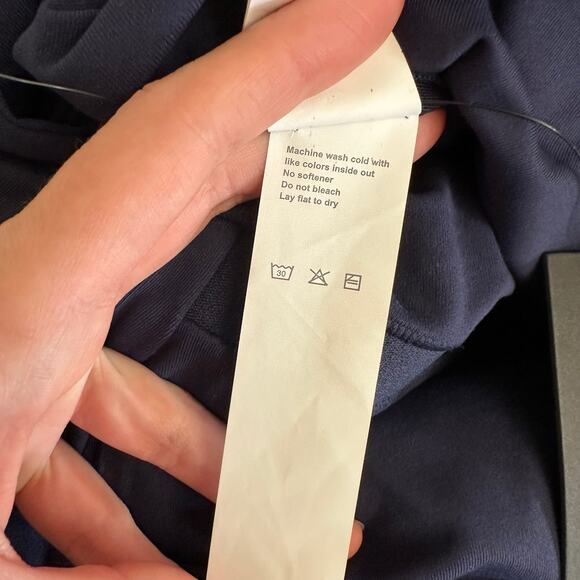 Machine wash cold with
like colors inside out
No softener
Do not bleach
Lay flat to dry
30